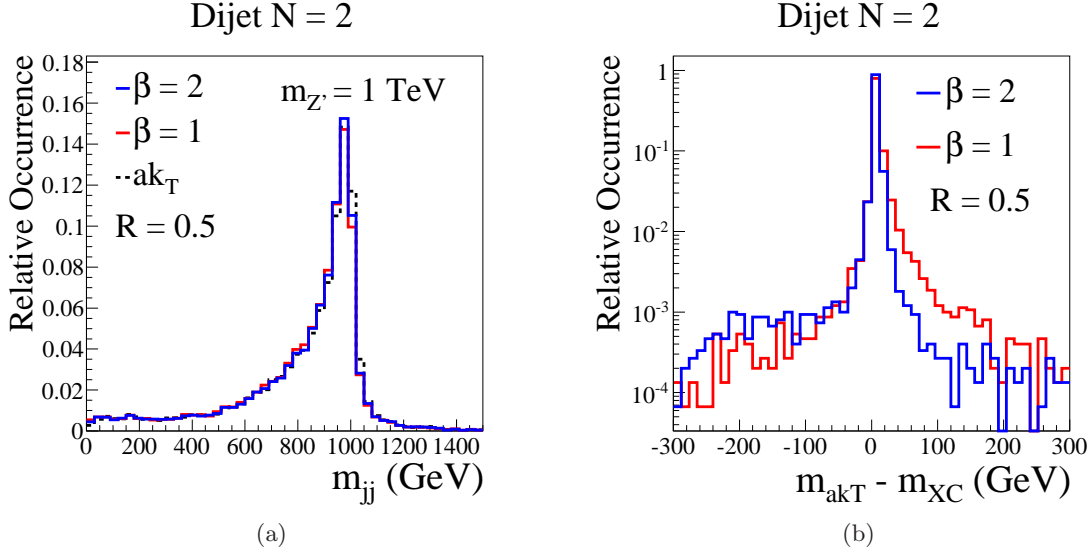 Dijet N = 2
Relative Occurrence
0.18
0.16
0.14
0.12
0.1
0.08
0.06
0.04
0.02
0
β = 2
β = 1
ak_T
R = 0.5
m_Z' = 1 TeV
0 200 400 600 800 1000 1200 1400
m_jj (GeV)
(a)
Dijet N = 2
Relative Occurrence
1
10^-1
10^-2
10^-3
10^-4
β = 2
β = 1
R = 0.5
-300 -200 -100 0 100 200 300
m_akT - m_XC (GeV)
(b)